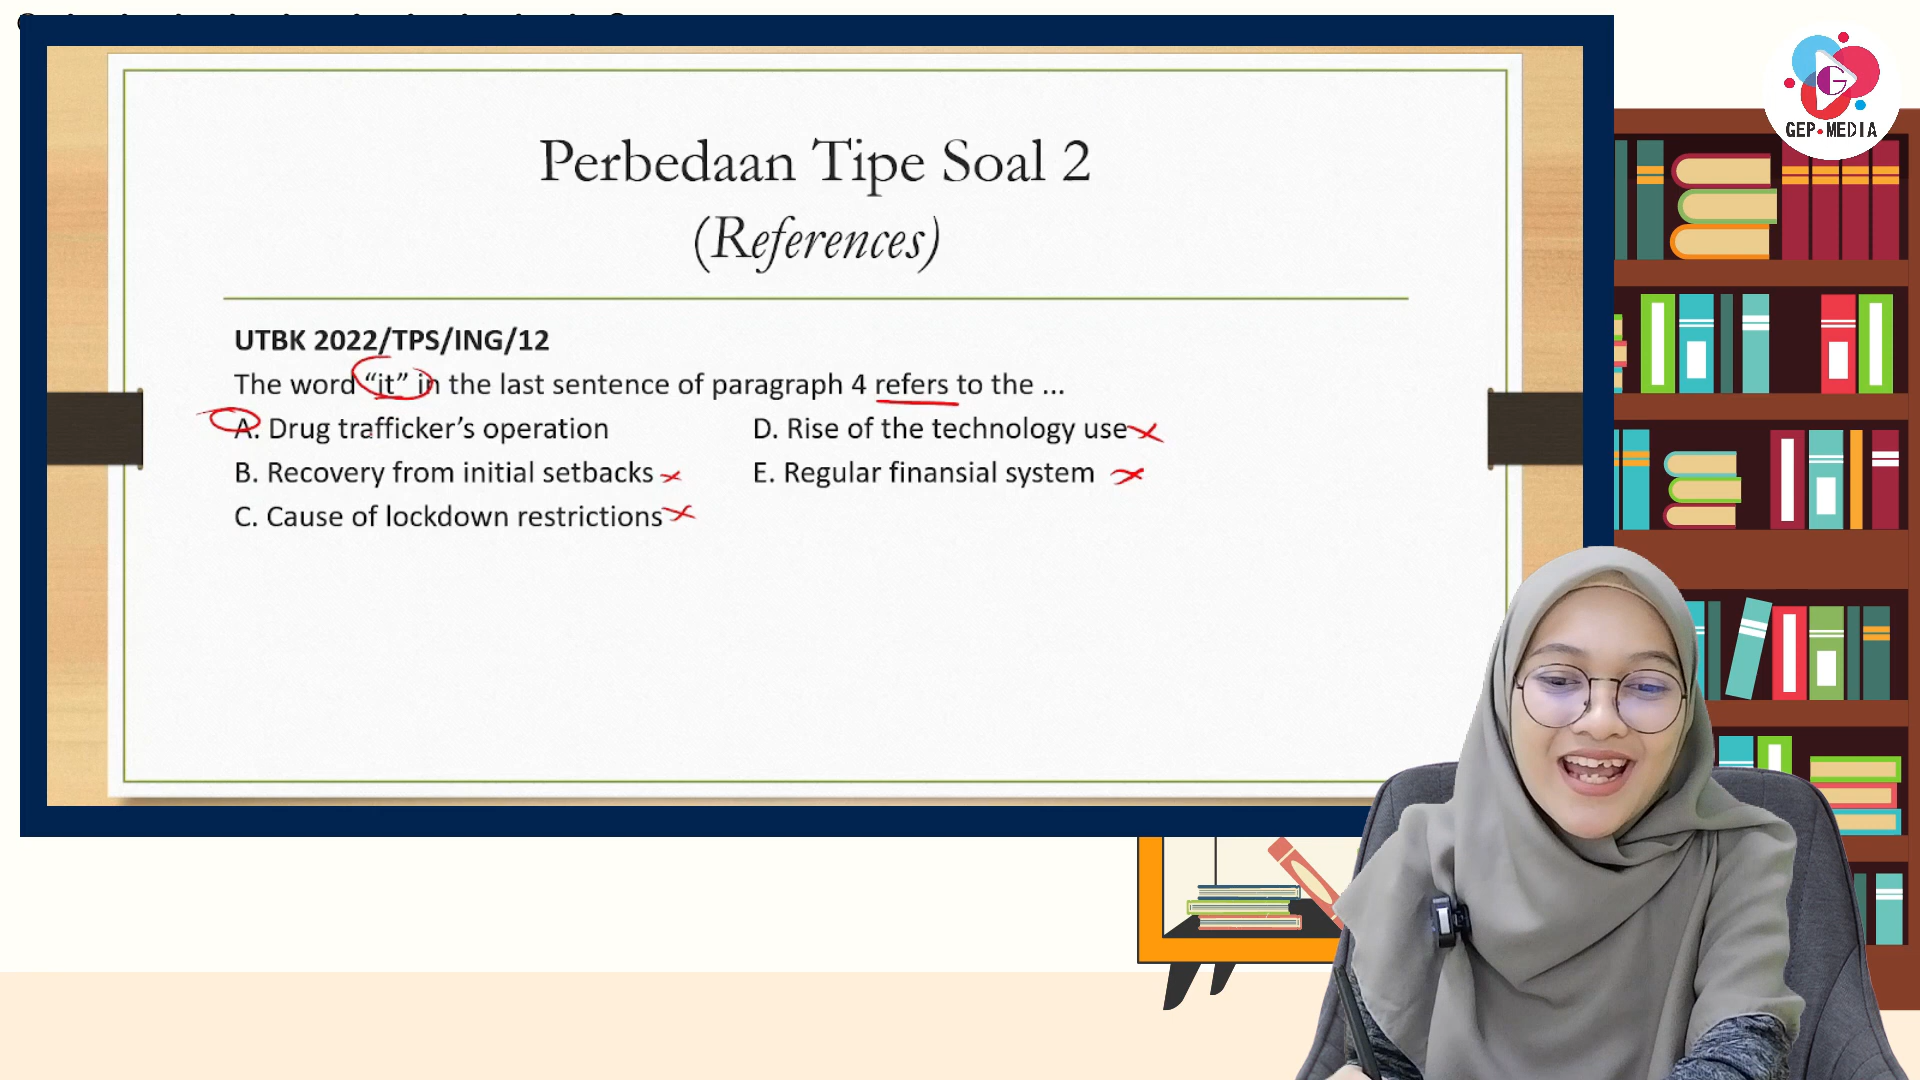 Perbedaan Tipe Soal 2
(References)
UTBK 2022/TPS/ING/12
The word “it” in the last sentence of paragraph 4 refers to the ...
A. Drug trafficker’s operation
B. Recovery from initial setbacks
C. Cause of lockdown restrictions
D. Rise of the technology use
E. Regular finansial system
GEP•MEDIA